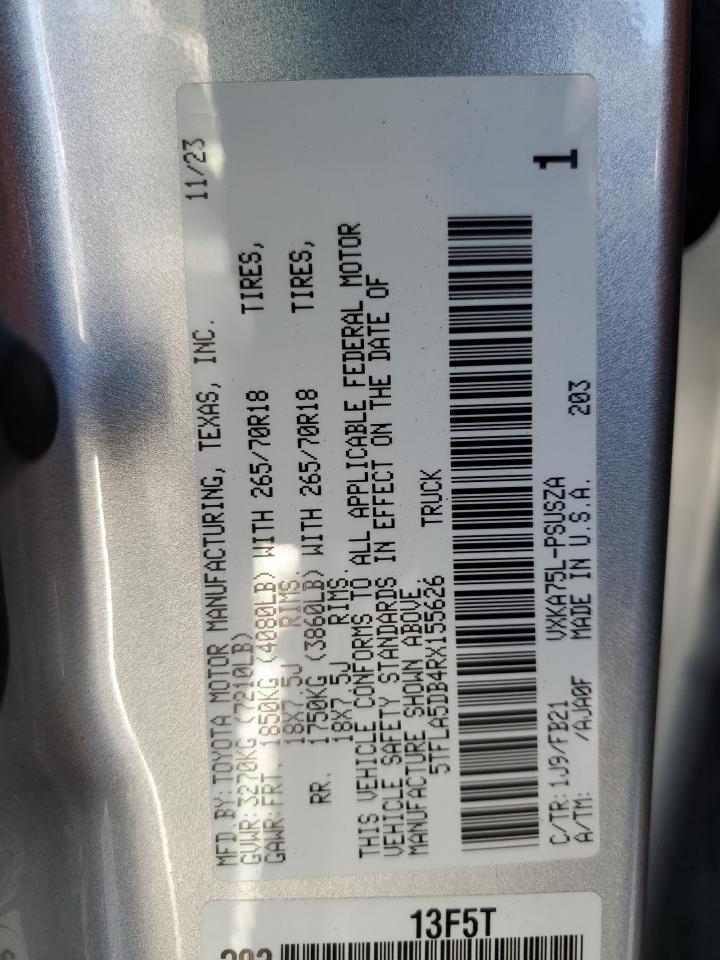 MFD BY: TOYOTA MOTOR MANUFACTURING, TEXAS, INC. 11/23
GVWR: 3270KG (7210LB)
GAWR: FRT. 1850KG (4080LB) WITH 265/70R18 TIRES,
18X7.5J RIMS.
RR. 1750KG (3860LB) WITH 265/70R18 TIRES,
18X7.5J RIMS.
THIS VEHICLE CONFORMS TO ALL APPLICABLE FEDERAL MOTOR
VEHICLE SAFETY STANDARDS IN EFFECT ON THE DATE OF
MANUFACTURE SHOWN ABOVE.
5TFLA5DB4RX155626 TRUCK
1
C/TR: 1J9/FB21 VXKA75L-PSUSZA
A/TM: /AJA0F MADE IN U.S.A. 203
13F5T